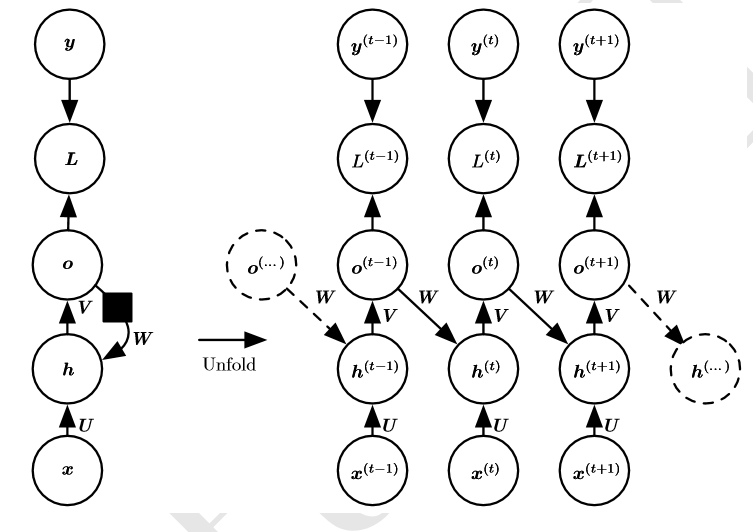 y y^(t−1) y^(t) y^(t+1)
L L^(t−1) L^(t) L^(t+1)
o o^(...) o^(t−1) o^(t) o^(t+1)
W W W W
V V V V
W
Unfold
h h^(t−1) h^(t) h^(t+1) h^(...)
U U U U
x x^(t−1) x^(t) x^(t+1)